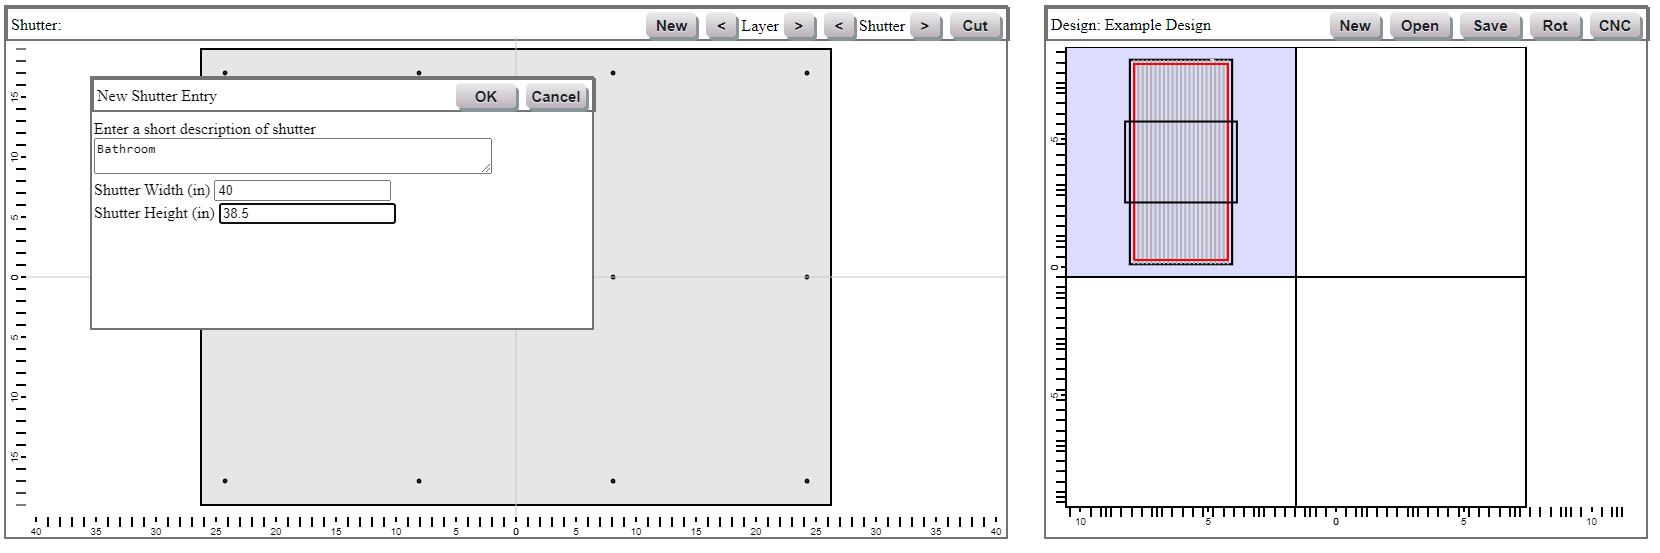 Shutter: New < Layer > < Shutter > Cut
Design: Example Design New Open Save Rot CNC
New Shutter Entry OK Cancel
Enter a short description of shutter
Bathroom
Shutter Width (in) 40
Shutter Height (in) 38.5
15
10
5
0
5
10
15
40 35 30 25 20 15 10 5 0 5 10 15 20 25 30 35 40
5
0
5
10 5 0 5 10